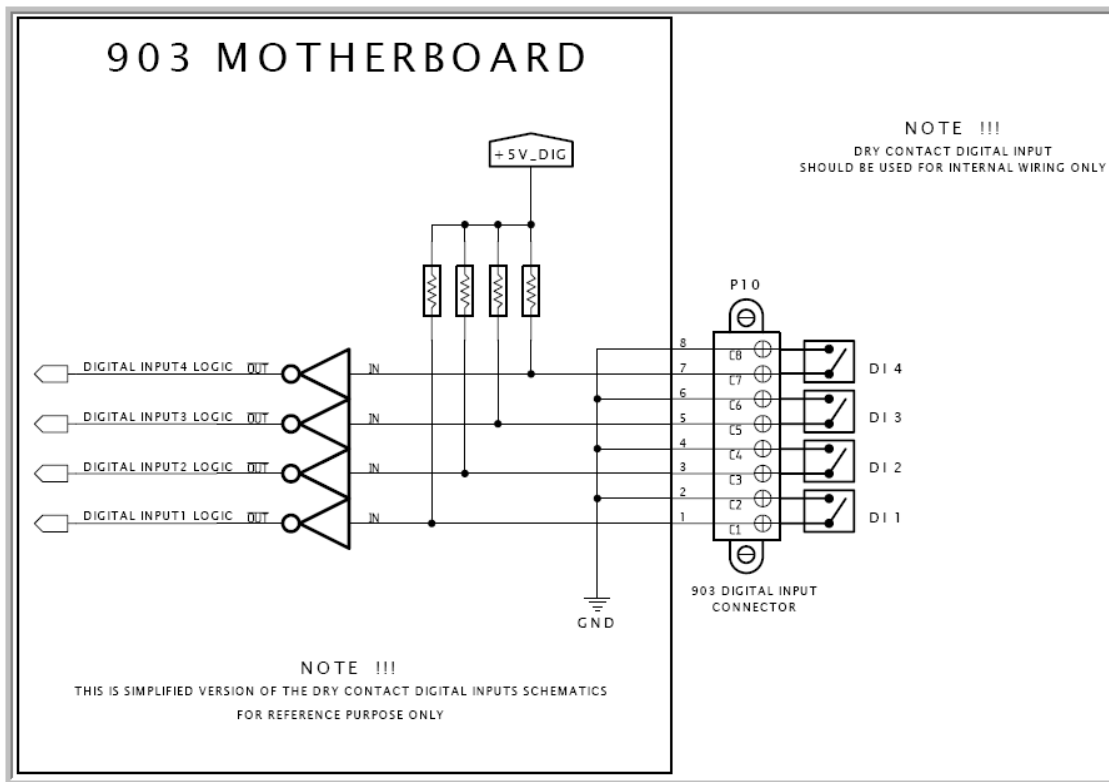 903 MOTHERBOARD
+5V_DIG
NOTE !!!
DRY CONTACT DIGITAL INPUT
SHOULD BE USED FOR INTERNAL WIRING ONLY
P10
DIGITAL INPUT4 LOGIC OUT IN 8 C8
7 C7 DI 4
DIGITAL INPUT3 LOGIC OUT IN 6 C6
5 C5 DI 3
DIGITAL INPUT2 LOGIC OUT IN 4 C4
3 C3 DI 2
DIGITAL INPUT1 LOGIC OUT IN 2 C2
1 C1 DI 1
903 DIGITAL INPUT
CONNECTOR
GND
NOTE !!!
THIS IS SIMPLIFIED VERSION OF THE DRY CONTACT DIGITAL INPUTS SCHEMATICS
FOR REFERENCE PURPOSE ONLY